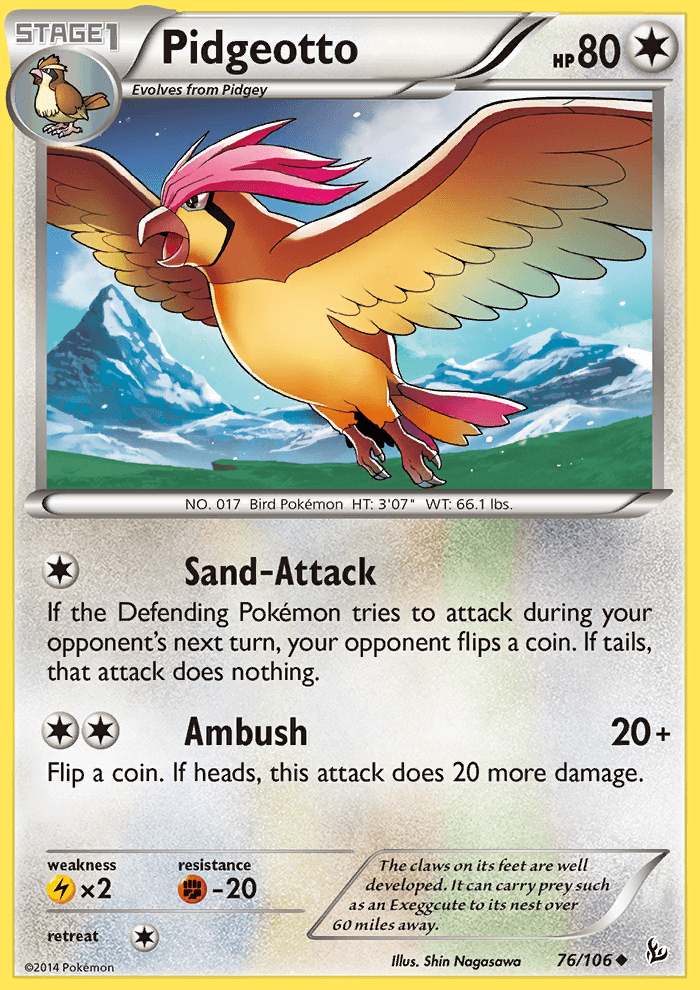 STAGE1
Pidgeotto
HP80
Evolves from Pidgey
NO. 017 Bird Pokémon HT: 3'07" WT: 66.1 lbs.
Sand-Attack
If the Defending Pokémon tries to attack during your
opponent's next turn, your opponent flips a coin. If tails,
that attack does nothing.
Ambush 20+
Flip a coin. If heads, this attack does 20 more damage.
weakness
×2
resistance
-20
retreat
The claws on its feet are well
developed. It can carry prey such
as an Exeggcute to its nest over
60 miles away.
Illus. Shin Nagasawa 76/106
©2014 Pokémon